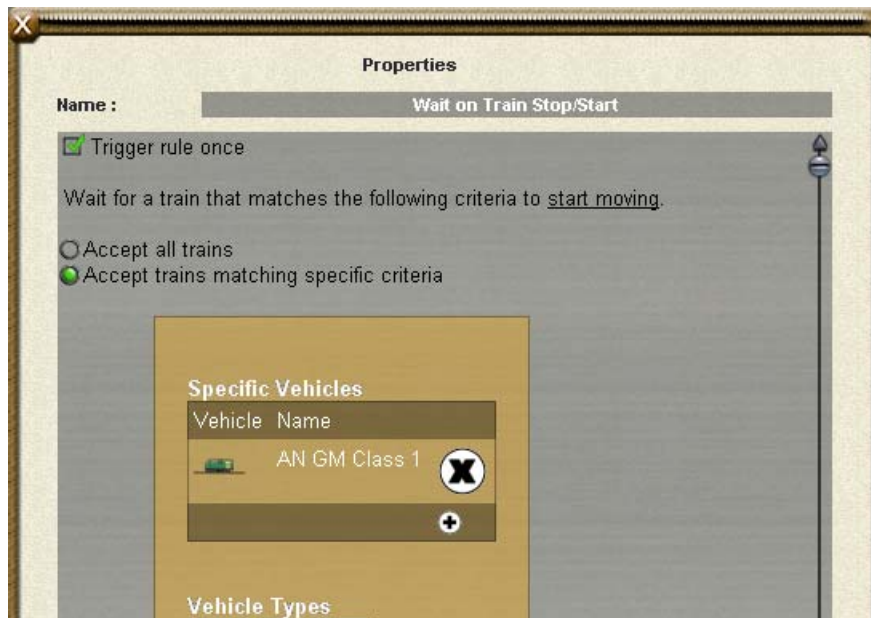 Properties
Name : Wait on Train Stop/Start
Trigger rule once
Wait for a train that matches the following criteria to start moving.
Accept all trains
Accept trains matching specific criteria
Specific Vehicles
Vehicle Name
AN GM Class 1
Vehicle Types